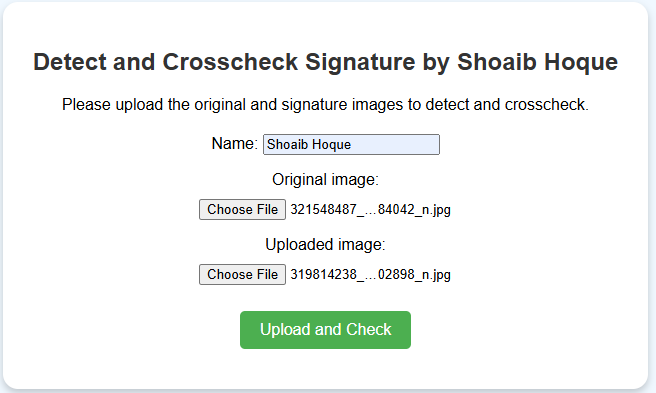 Detect and Crosscheck Signature by Shoaib Hoque
Please upload the original and signature images to detect and crosscheck.
Name: Shoaib Hoque
Original image:
Choose File 321548487_...84042_n.jpg
Uploaded image:
Choose File 319814238_...02898_n.jpg
Upload and Check